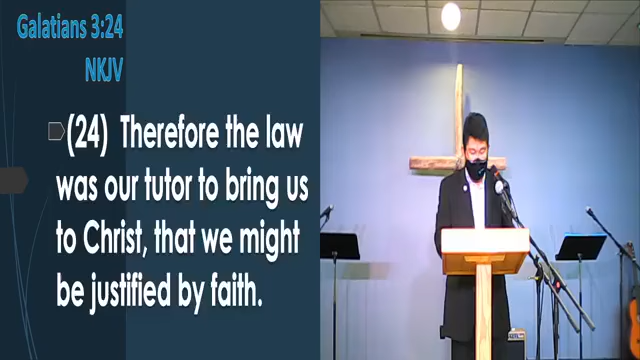 Galatians 3:24
NKJV
(24) Therefore the law
was our tutor to bring us
to Christ, that we might
be justified by faith.